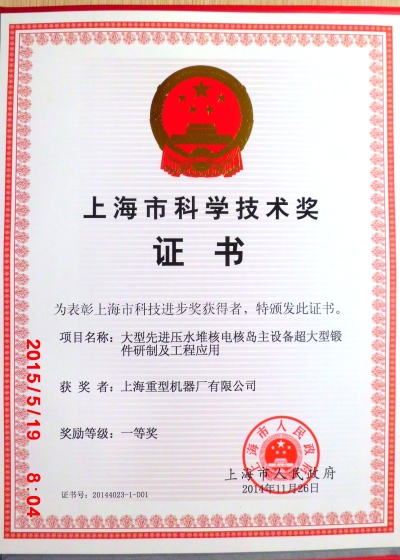 上海市科学技术奖
证书
为表彰上海市科技进步奖获得者，特颁发此证书。
项目名称：大型先进压水堆核电核岛主设备超大型锻
件研制及工程应用
获 奖 者：上海重型机器厂有限公司
奖励等级：一等奖
上海市人民政府
上海市人民政府
2014年11月26日
证书号：20144023-1-D01
2015/5/19 8:04